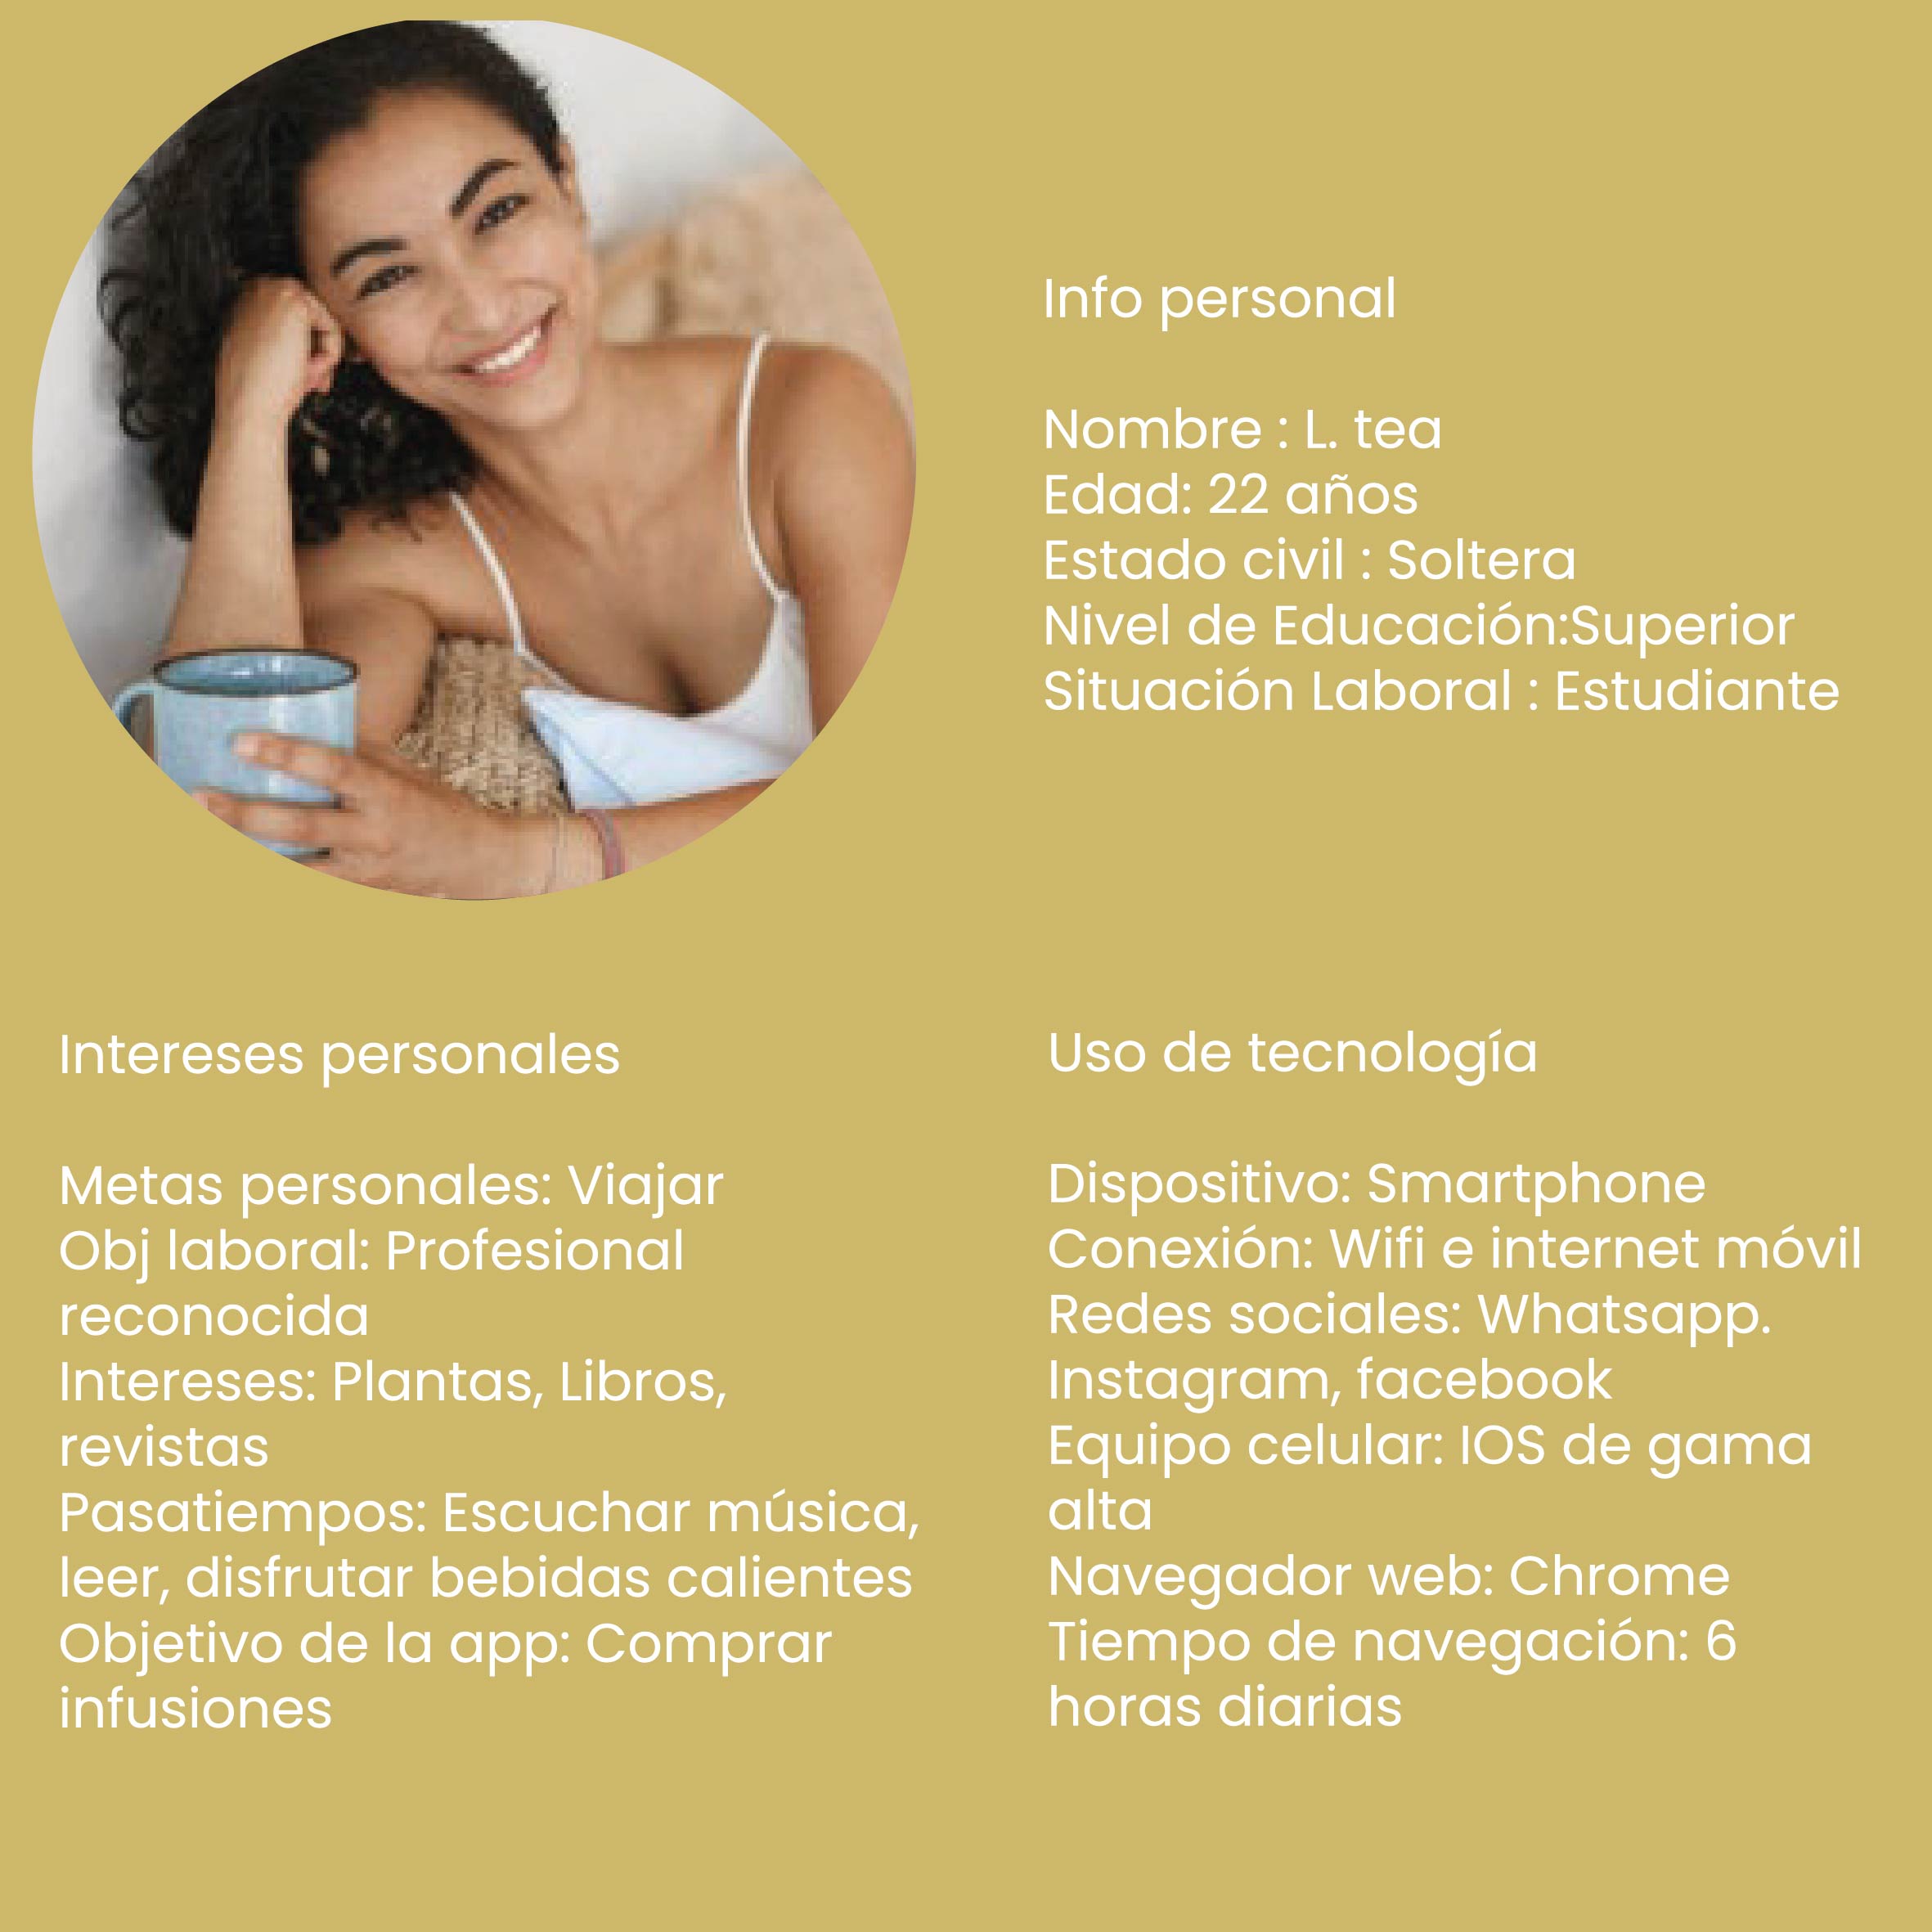 Info personal
Nombre : L. tea
Edad: 22 años
Estado civil : Soltera
Nivel de Educación:Superior
Situación Laboral : Estudiante
Intereses personales
Metas personales: Viajar
Obj laboral: Profesional
reconocida
Intereses: Plantas, Libros,
revistas
Pasatiempos: Escuchar música,
leer, disfrutar bebidas calientes
Objetivo de la app: Comprar
infusiones
Uso de tecnología
Dispositivo: Smartphone
Conexión: Wifi e internet móvil
Redes sociales: Whatsapp.
Instagram, facebook
Equipo celular: IOS de gama
alta
Navegador web: Chrome
Tiempo de navegación: 6
horas diarias